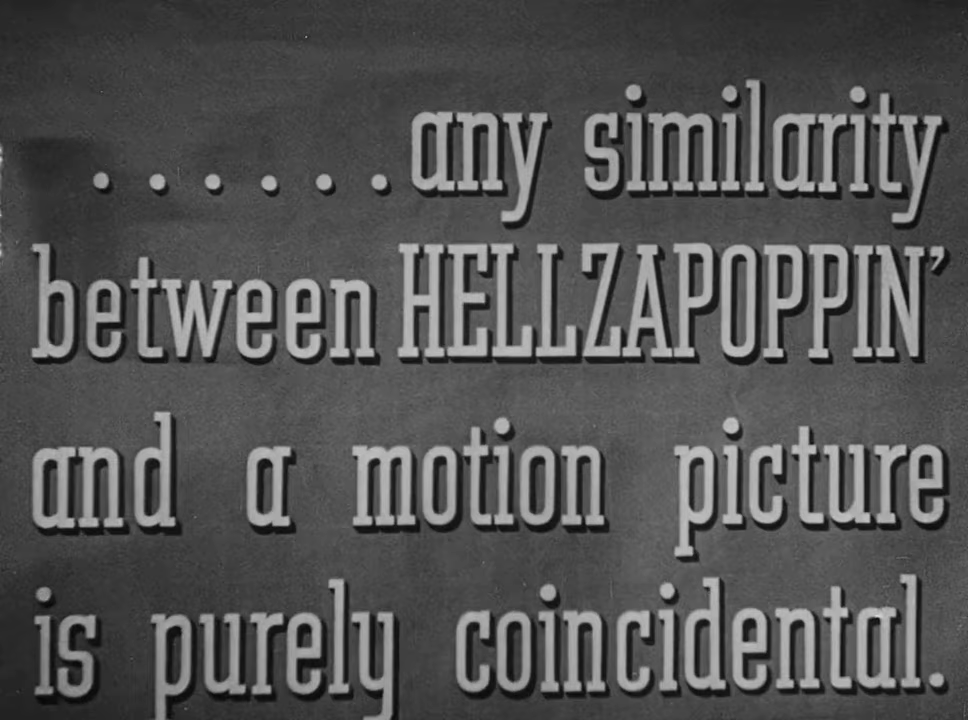 . . . . . . any similarity
between HELLZAPOPPIN'
and a motion picture
is purely coincidental.